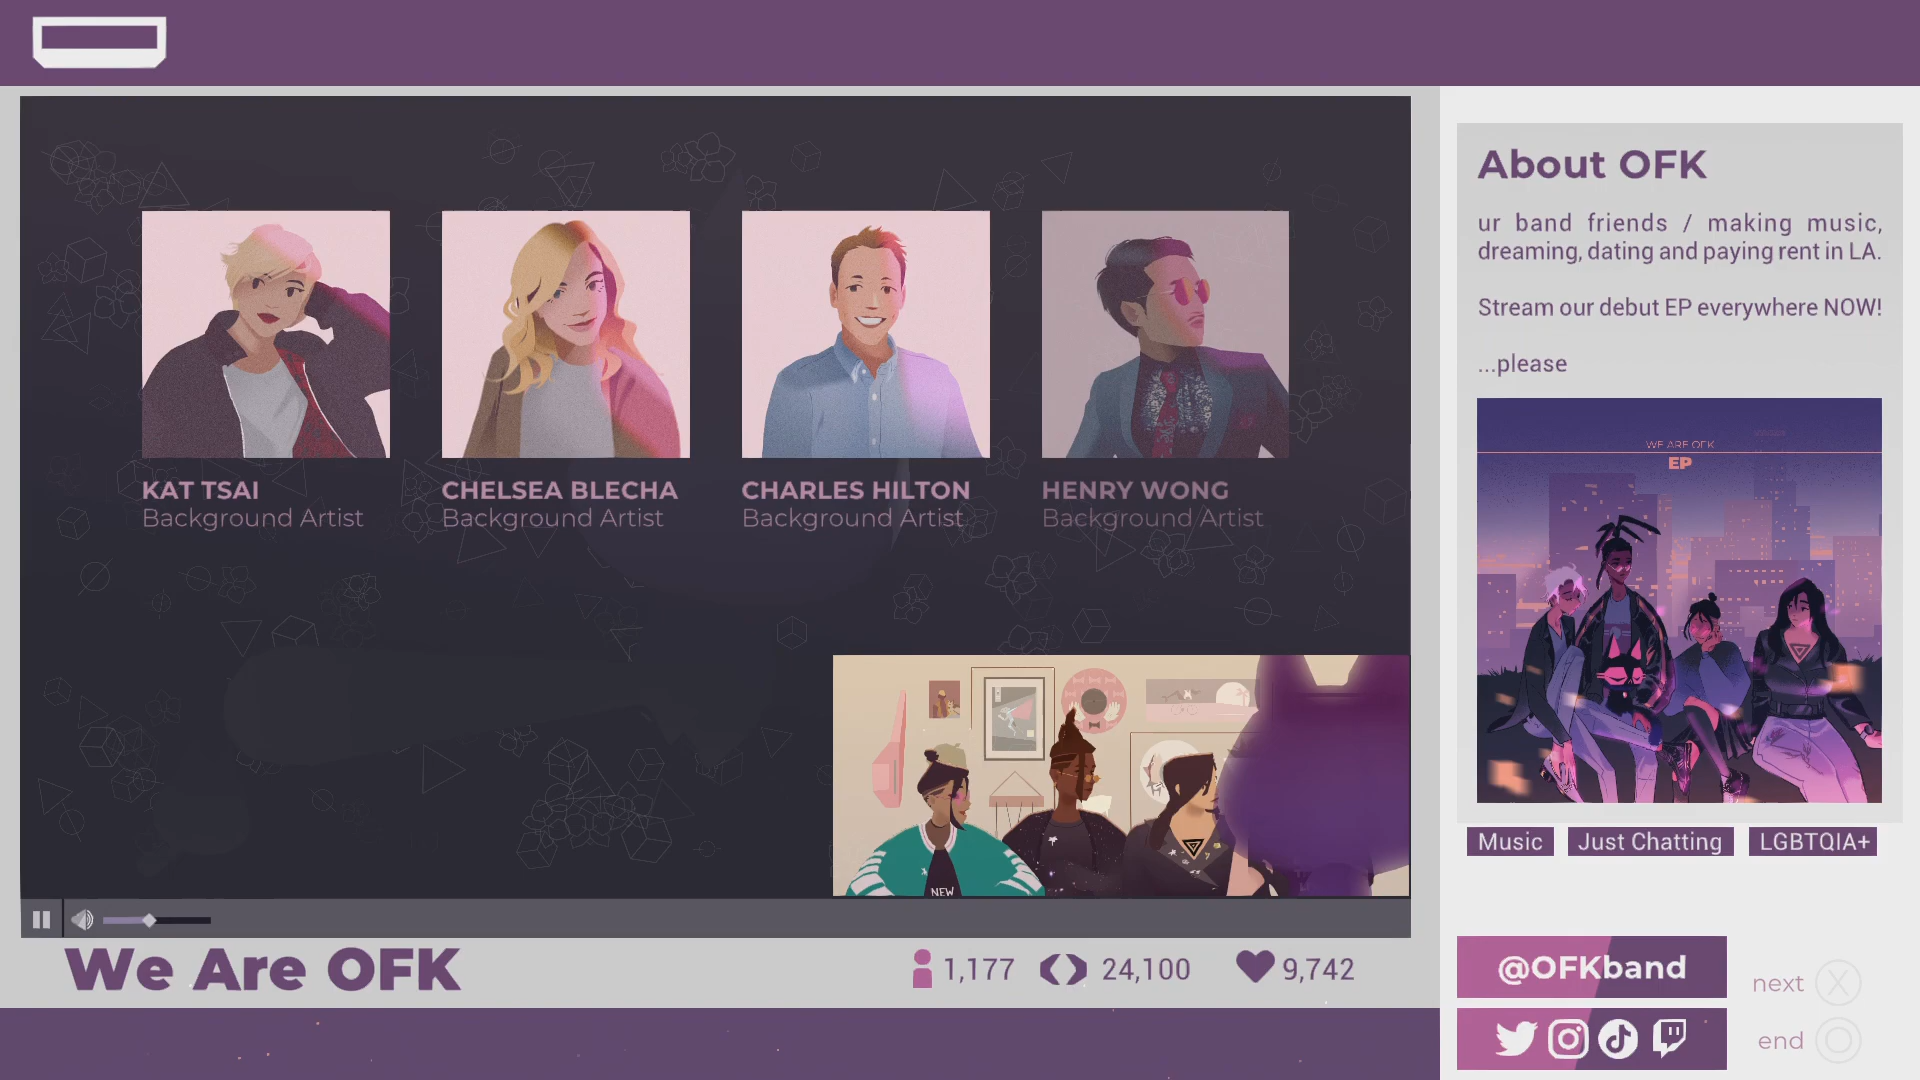 KAT TSAI
Background Artist
CHELSEA BLECHA
Background Artist
CHARLES HILTON
Background Artist
HENRY WONG
Background Artist
NEW
We Are OFK
1,177
24,100
9,742
About OFK
ur band friends / making music,
dreaming, dating and paying rent in LA.
Stream our debut EP everywhere NOW!
...please
WE ARE OFK
EP
Music
Just Chatting
LGBTQIA+
@OFKband
next X
end